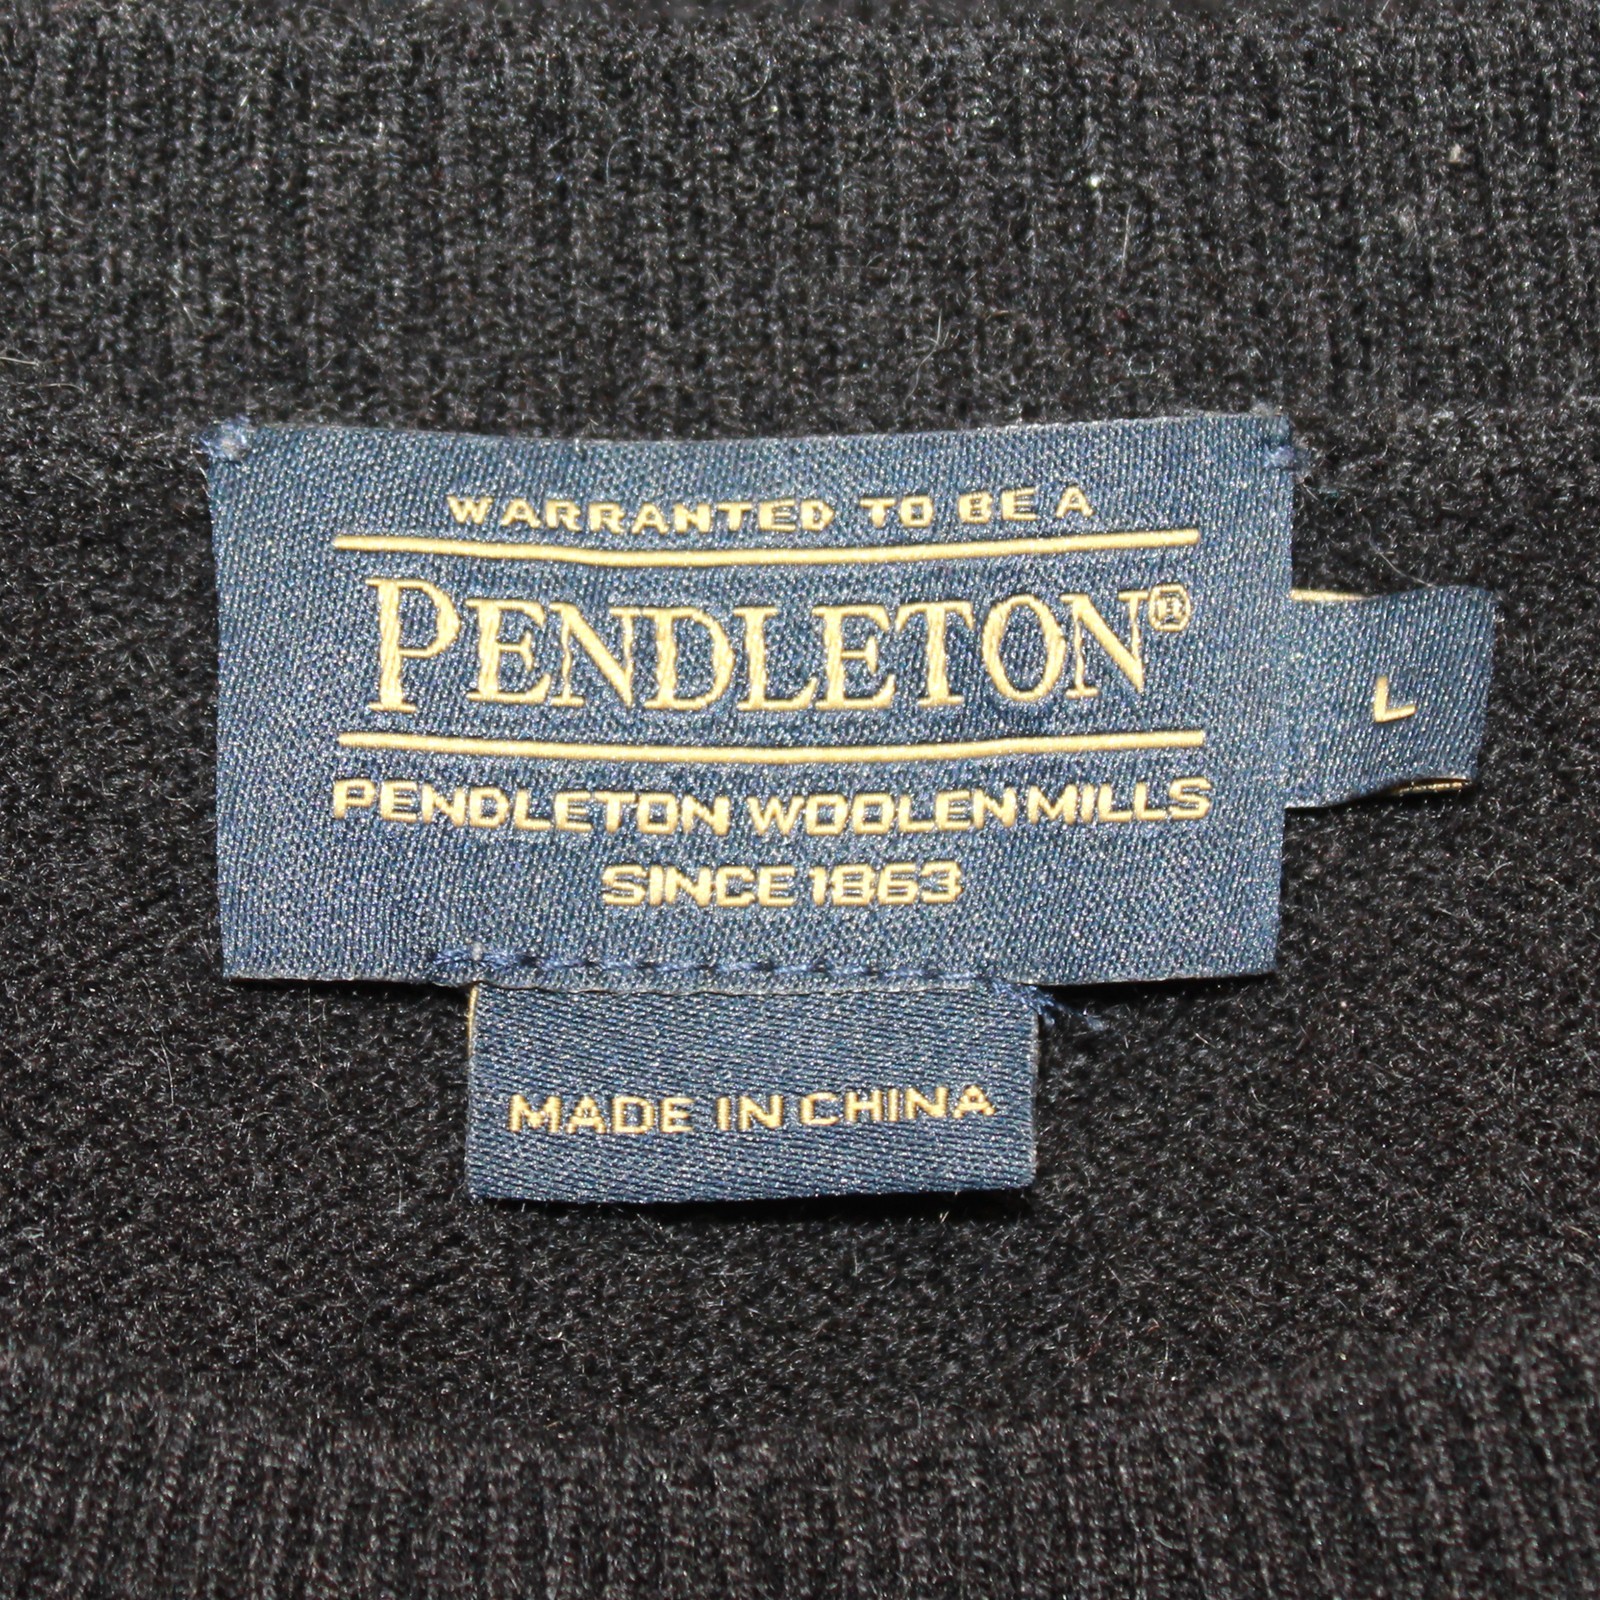 WARRANTED TO BE A
PENDLETON®
L
PENDLETON WOOLEN MILLS
SINCE 1863
MADE IN CHINA